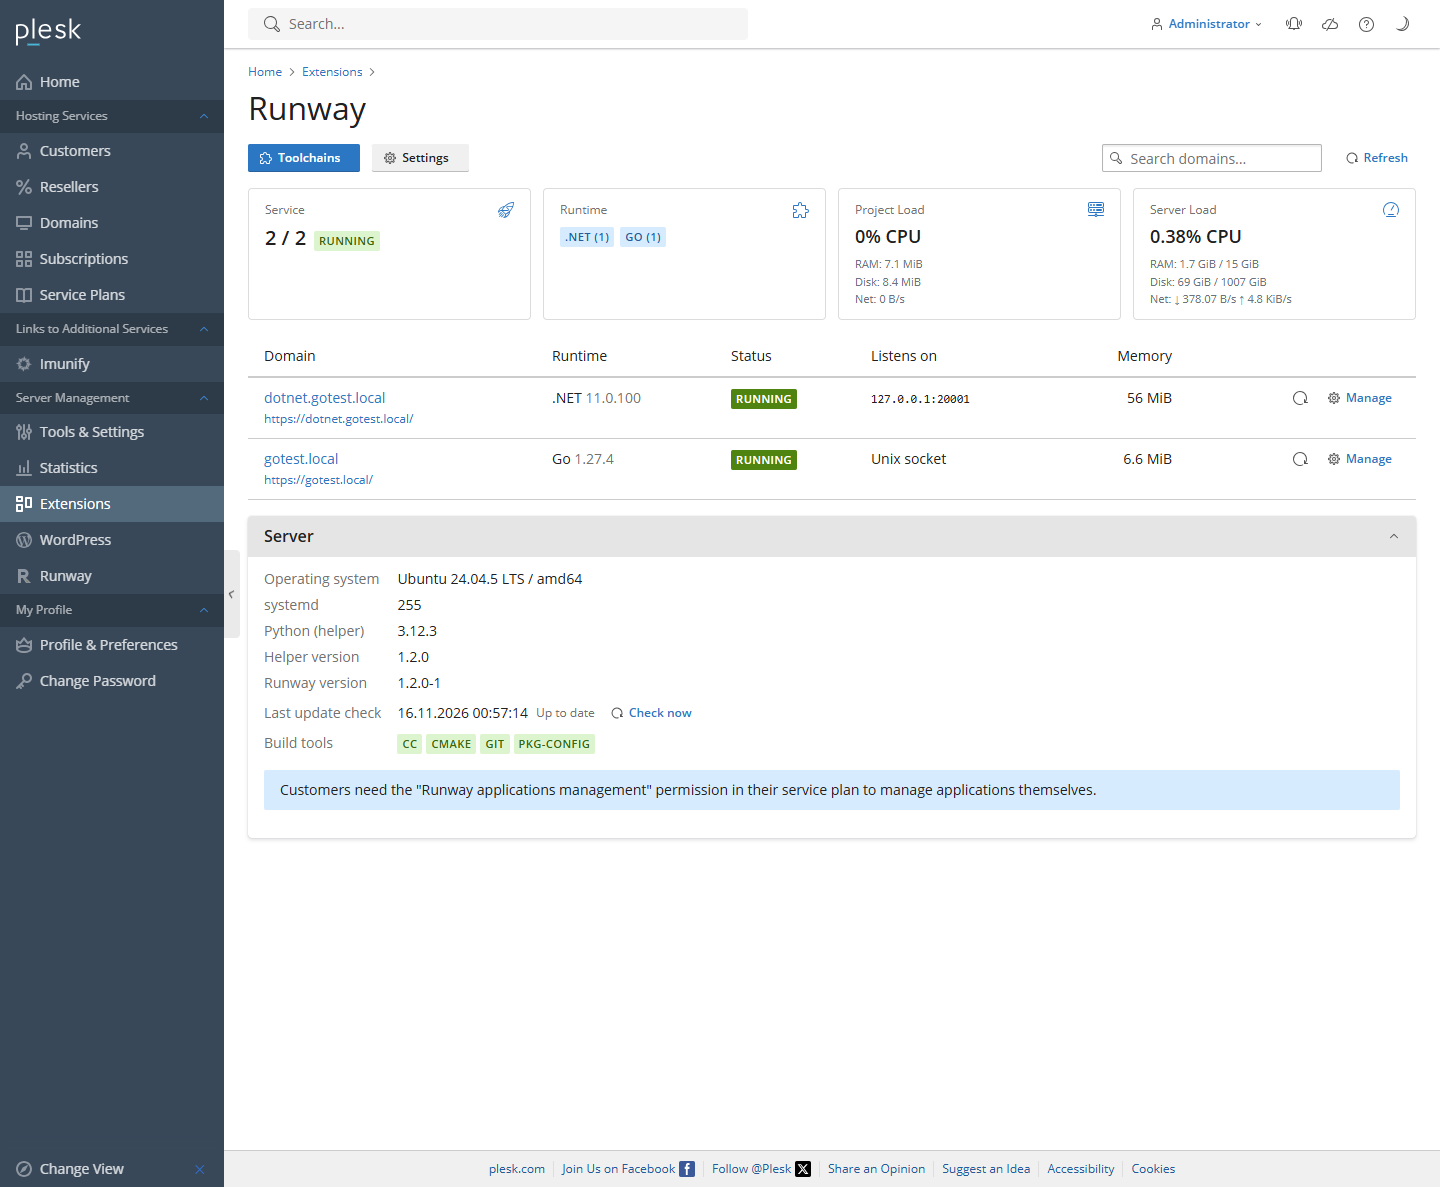 plesk
Search...
Administrator
Home
Hosting Services
Customers
Resellers
Domains
Subscriptions
Service Plans
Links to Additional Services
Imunify
Server Management
Tools & Settings
Statistics
Extensions
WordPress
Runway
My Profile
Profile & Preferences
Change Password
Change View
Home > Extensions >
Runway
Toolchains
Settings
Search domains...
Refresh
Service
2 / 2 RUNNING
Runtime
.NET (1) GO (1)
Project Load
0% CPU
RAM: 7.1 MiB
Disk: 8.4 MiB
Net: 0 B/s
Server Load
0.38% CPU
RAM: 1.7 GiB / 15 GiB
Disk: 69 GiB / 1007 GiB
Net: ↓ 378.07 B/s ↑ 4.8 KiB/s
Domain Runtime Status Listens on Memory
dotnet.gotest.local .NET 11.0.100 RUNNING 127.0.0.1:20001 56 MiB Manage
https://dotnet.gotest.local/
gotest.local Go 1.27.4 RUNNING Unix socket 6.6 MiB Manage
https://gotest.local/
Server
Operating system Ubuntu 24.04.5 LTS / amd64
systemd 255
Python (helper) 3.12.3
Helper version 1.2.0
Runway version 1.2.0-1
Last update check 16.11.2026 00:57:14 Up to date Check now
Build tools CC CMAKE GIT PKG-CONFIG
Customers need the "Runway applications management" permission in their service plan to manage applications themselves.
plesk.com Join Us on Facebook Follow @Plesk Share an Opinion Suggest an Idea Accessibility Cookies